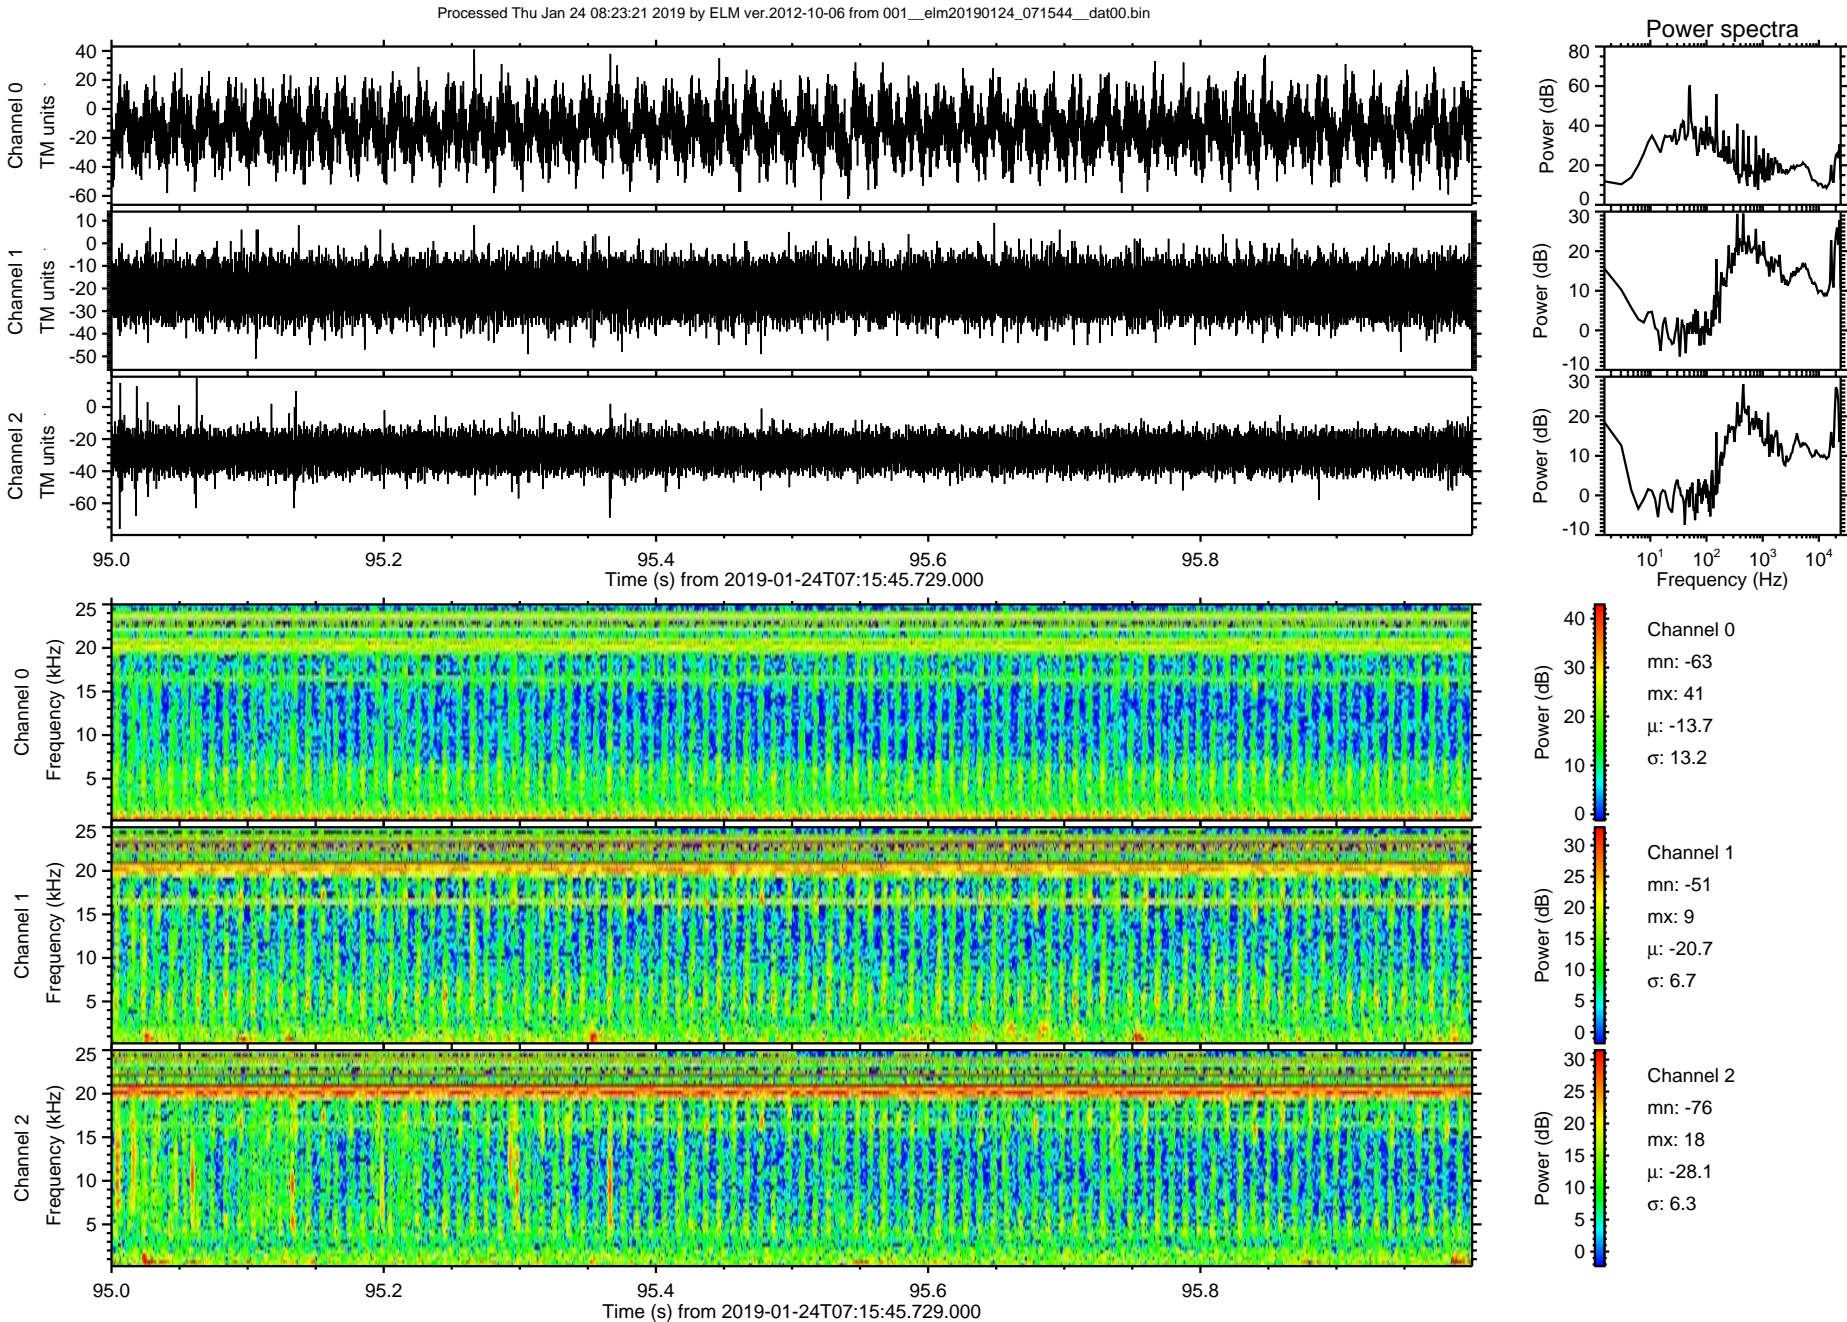 Processed Thu Jan 24 08:23:21 2019 by ELM ver.2012-10-06 from 001__elm20190124_071544__dat00.bin
Power spectra
Channel 0
TM units
40
20
0
-20
-40
-60
Power (dB)
80
60
40
20
0
Channel 1
TM units
10
0
-10
-20
-30
-40
-50
Power (dB)
30
20
10
0
-10
Channel 2
TM units
0
-20
-40
-60
Power (dB)
30
20
10
0
-10
95.0 95.2 95.4 95.6 95.8
Time (s) from 2019-01-24T07:15:45.729.000
10¹ 10² 10³ 10⁴
Frequency (Hz)
Channel 0
Frequency (kHz)
25
20
15
10
5
Power (dB)
40
30
20
10
0
Channel 0
mn: -63
mx: 41
μ: -13.7
σ: 13.2
Channel 1
Frequency (kHz)
25
20
15
10
5
Power (dB)
30
25
20
15
10
5
0
Channel 1
mn: -51
mx: 9
μ: -20.7
σ: 6.7
Channel 2
Frequency (kHz)
25
20
15
10
5
Power (dB)
30
25
20
15
10
5
0
Channel 2
mn: -76
mx: 18
μ: -28.1
σ: 6.3
95.0 95.2 95.4 95.6 95.8
Time (s) from 2019-01-24T07:15:45.729.000